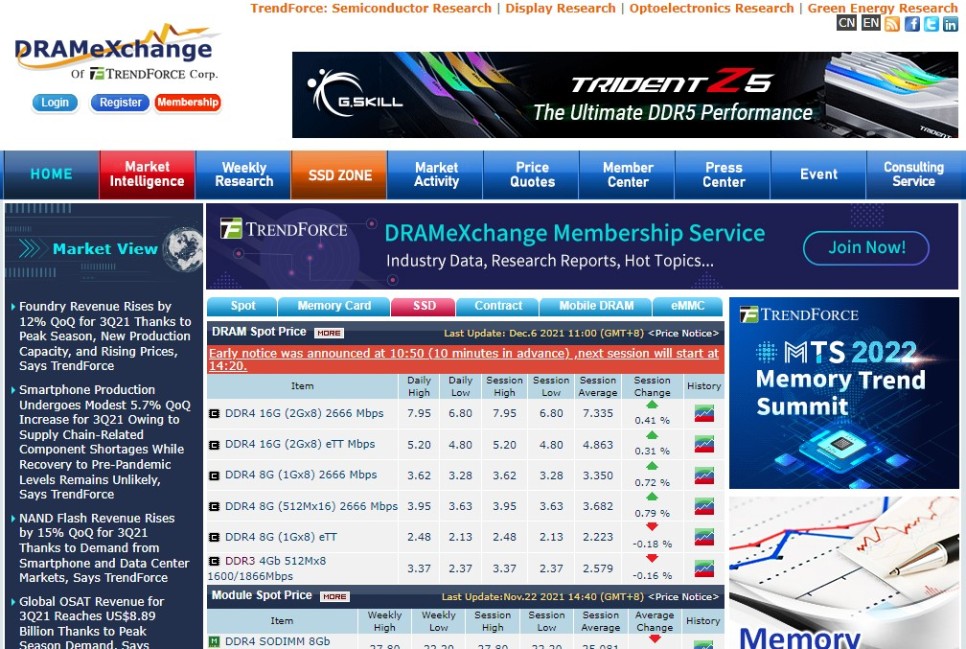 TrendForce: Semiconductor Research | Display Research | Optoelectronics Research | Green Energy Research
CN EN
DRAMeXchange
Of TRENDFORCE Corp.
Login Register Membership
G.SKILL
TRIDENT Z5
The Ultimate DDR5 Performance
TRIDENT
HOME
Market Intelligence
Weekly Research
SSD ZONE
Market Activity
Price Quotes
Member Center
Press Center
Event
Consulting Service
Market View
Foundry Revenue Rises by
12% QoQ for 3Q21 Thanks to
Peak Season, New Production
Capacity, and Rising Prices,
Says TrendForce
Smartphone Production
Undergoes Modest 5.7% QoQ
Increase for 3Q21 Owing to
Supply Chain-Related
Component Shortages While
Recovery to Pre-Pandemic
Levels Remains Unlikely,
Says TrendForce
NAND Flash Revenue Rises
by 15% QoQ for 3Q21
Thanks to Demand from
Smartphone and Data Center
Markets, Says TrendForce
Global OSAT Revenue for
3Q21 Reaches US$8.89
Billion Thanks to Peak
Season Demand, Says
TRENDFORCE
DRAMeXchange Membership Service
Industry Data, Research Reports, Hot Topics...
Join Now!
Spot Memory Card SSD Contract Mobile DRAM eMMC
DRAM Spot Price MORE Last Update: Dec.6 2021 11:00 (GMT+8) <Price Notice>
Early notice was announced at 10:50 (10 minutes in advance) ,next session will start at
14:20.
Item Daily High Daily Low Session High Session Low Session Average Session Change History
DDR4 16G (2Gx8) 2666 Mbps 7.95 6.80 7.95 6.80 7.335 0.41 %
DDR4 16G (2Gx8) eTT Mbps 5.20 4.80 5.20 4.80 4.863 0.31 %
DDR4 8G (1Gx8) 2666 Mbps 3.62 3.28 3.62 3.28 3.350 0.72 %
DDR4 8G (512Mx16) 2666 Mbps 3.95 3.63 3.95 3.63 3.682 0.79 %
DDR4 8G (1Gx8) eTT 2.48 2.13 2.48 2.13 2.223 -0.18 %
DDR3 4Gb 512Mx8
1600/1866Mbps 3.37 2.37 3.37 2.37 2.579 -0.16 %
Module Spot Price MORE Last Update:Nov.22 2021 14:40 (GMT+8) <Price Notice>
Item Weekly High Weekly Low Session High Session Low Session Average Average Change History
DDR4 SODIMM 8Gb
27.80 22.20 27.80 22.20 25.081
TRENDFORCE
MTS 2022
Memory Trend
Summit
Memory